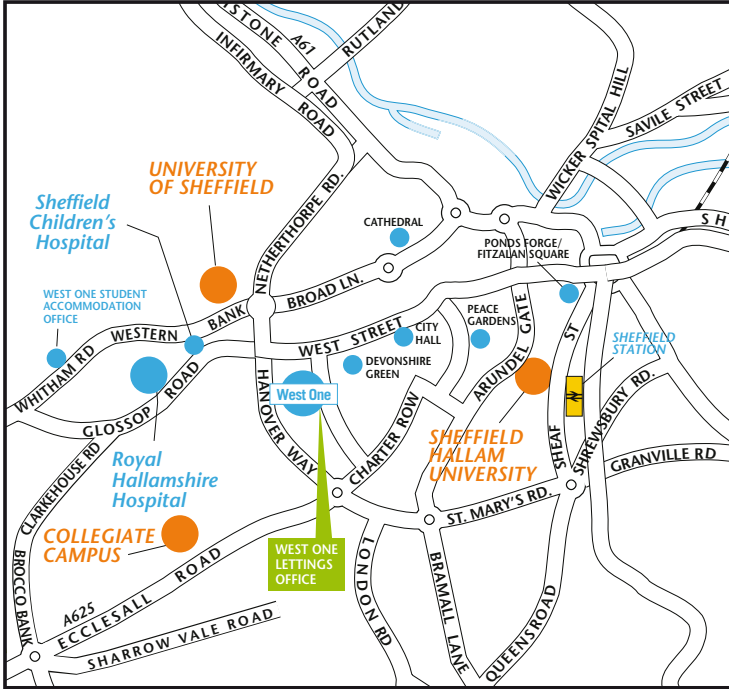 YSTONE ROAD
A61
RUTLAND
INFIRMARY ROAD
WICKER SPITAL HILL
SAVILE STREET
UNIVERSITY
OF SHEFFIELD
Sheffield
Children's
Hospital
NETHERTHORPE RD.
CATHEDRAL
S H
PONDS FORGE/
FITZALAN SQUARE
WEST ONE STUDENT
ACCOMMODATION
OFFICE
BROAD LN.
WESTERN BANK
WEST STREET
CITY
HALL
PEACE
GARDENS
ARUNDEL GATE
SHEFFIELD
STATION
WHITHAM RD
DEVONSHIRE
GREEN
GLOSSOP ROAD
HANOVER WAY
West One
CHARTER ROW
SHEAF ST
SHREWSBURY RD.
SHEFFIELD
HALLAM
UNIVERSITY
GRANVILLE RD
CLARKEHOUSE RD
Royal
Hallamshire
Hospital
ST. MARY'S RD.
COLLEGIATE
CAMPUS
WEST ONE
LETTINGS
OFFICE
BROCCO BANK
A625
ECCLESALL ROAD
LONDON RD
BRAMALL LANE
QUEENSROAD
SHARROW VALE ROAD